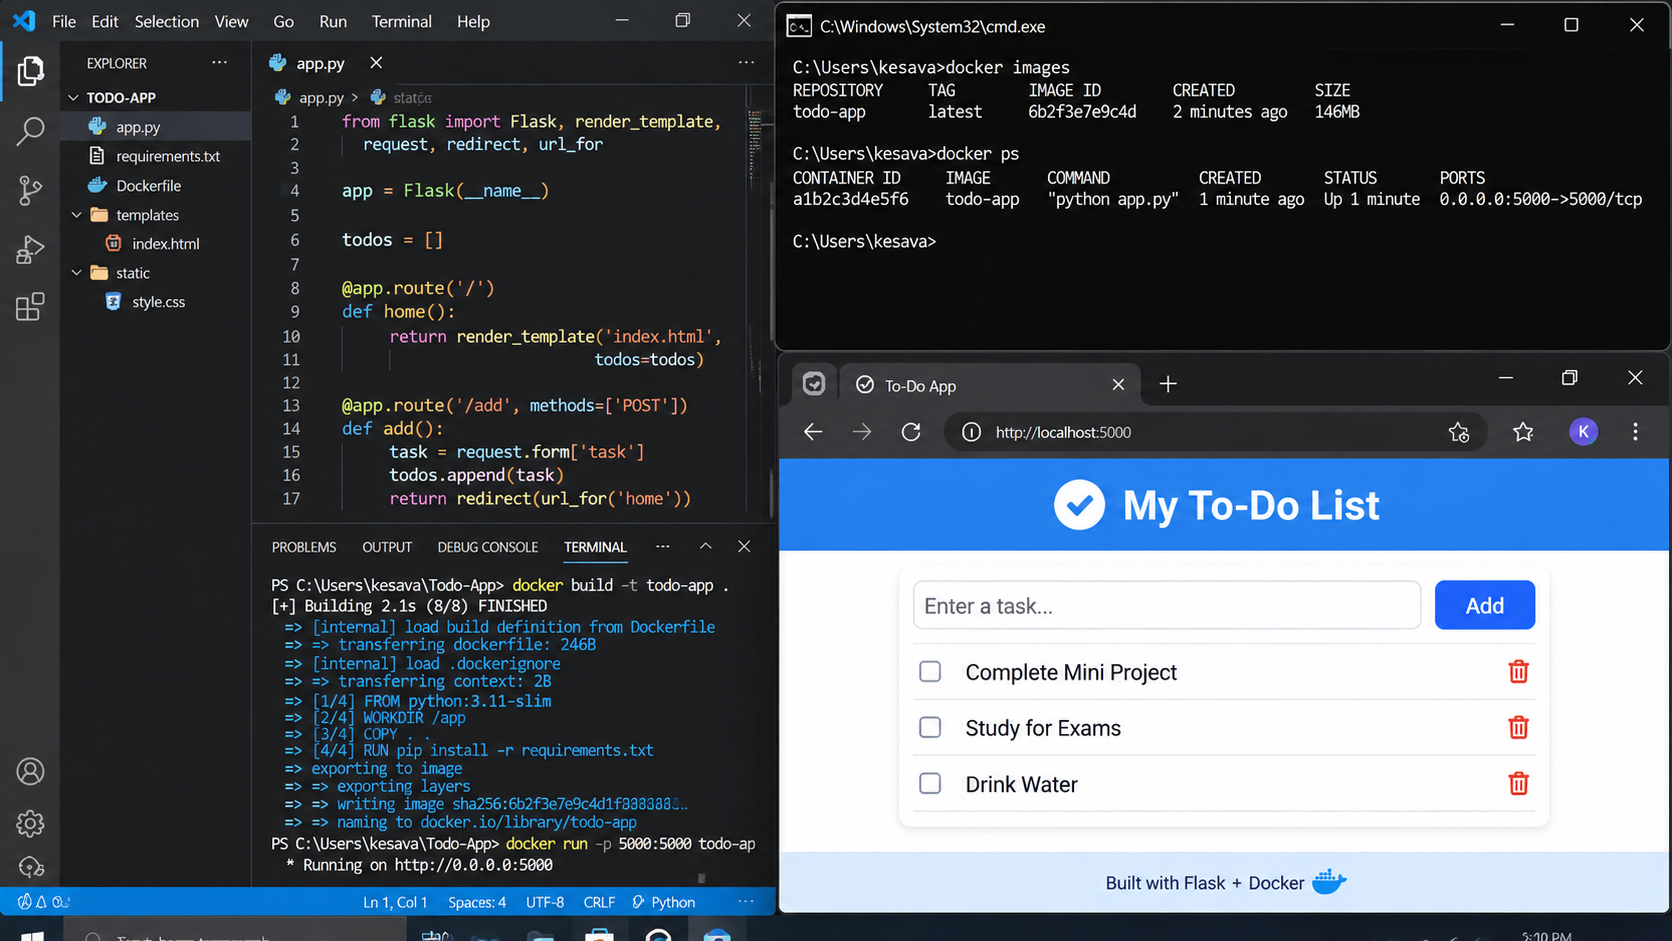 File Edit Selection View Go Run Terminal Help
EXPLORER ...
TODO-APP
app.py
requirements.txt
Dockerfile
templates
index.html
static
style.css
app.py
...
app.py >
1 from flask import Flask, render_template,
2 request, redirect, url_for
3
4 app = Flask(__name__)
5
6 todos = []
7
8 @app.route('/')
9 def home():
10 return render_template('index.html',
11 todos=todos)
12
13 @app.route('/add', methods=['POST'])
14 def add():
15 task = request.form['task']
16 todos.append(task)
17 return redirect(url_for('home'))
PROBLEMS OUTPUT DEBUG CONSOLE TERMINAL ...
PS C:\Users\kesava\Todo-App> docker build -t todo-app .
[+] Building 2.1s (8/8) FINISHED
=> [internal] load build definition from Dockerfile
=> => transferring dockerfile: 246B
=> [internal] load .dockerignore
=> => transferring context: 2B
=> [1/4] FROM python:3.11-slim
=> [2/4] WORKDIR /app
=> [3/4] COPY . .
=> [4/4] RUN pip install -r requirements.txt
=> exporting to image
=> => exporting layers
=> => writing image
=> => naming to docker.io/library/todo-app
PS C:\Users\kesava\Todo-App> docker run -p 5000:5000 todo-ap
* Running on http://0.0.0.0:5000
Ln 1, Col 1 Spaces: 4 UTF-8 CRLF Python ...
C:\Windows\System32\cmd.exe
C:\Users\kesava>docker images
REPOSITORY TAG IMAGE ID CREATED SIZE
todo-app latest 6b2f3e7e9c4d 2 minutes ago 146MB
C:\Users\kesava>docker ps
CONTAINER ID IMAGE COMMAND CREATED STATUS PORTS
a1b2c3d4e5f6 todo-app "python app.py" 1 minute ago Up 1 minute 0.0.0.0:5000->5000/tcp
C:\Users\kesava>
To-Do App
http://localhost:5000
K
My To-Do List
Enter a task... Add
Complete Mini Project
Study for Exams
Drink Water
Built with Flask + Docker
5:10 PM